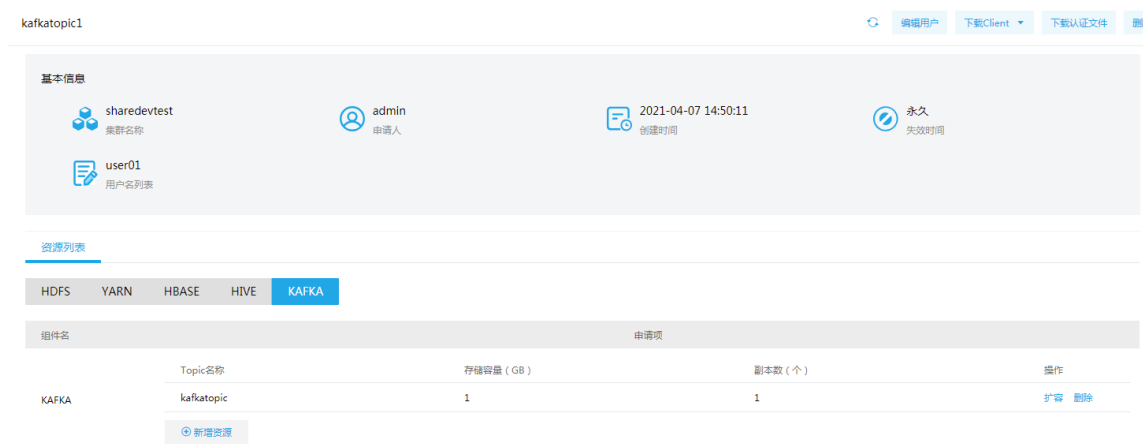 kafkatopic1 编辑用户 下载Client 下载认证文件
基本信息
sharedevtest admin 2021-04-07 14:50:11 永久
集群名称 申请人 创建时间 失效时间
user01
用户名列表
资源列表
HDFS YARN HBASE HIVE KAFKA
组件名 申请项
Topic名称 存储容量(GB) 副本数(个) 操作
KAFKA kafkatopic 1 1 扩容 删除
新增资源